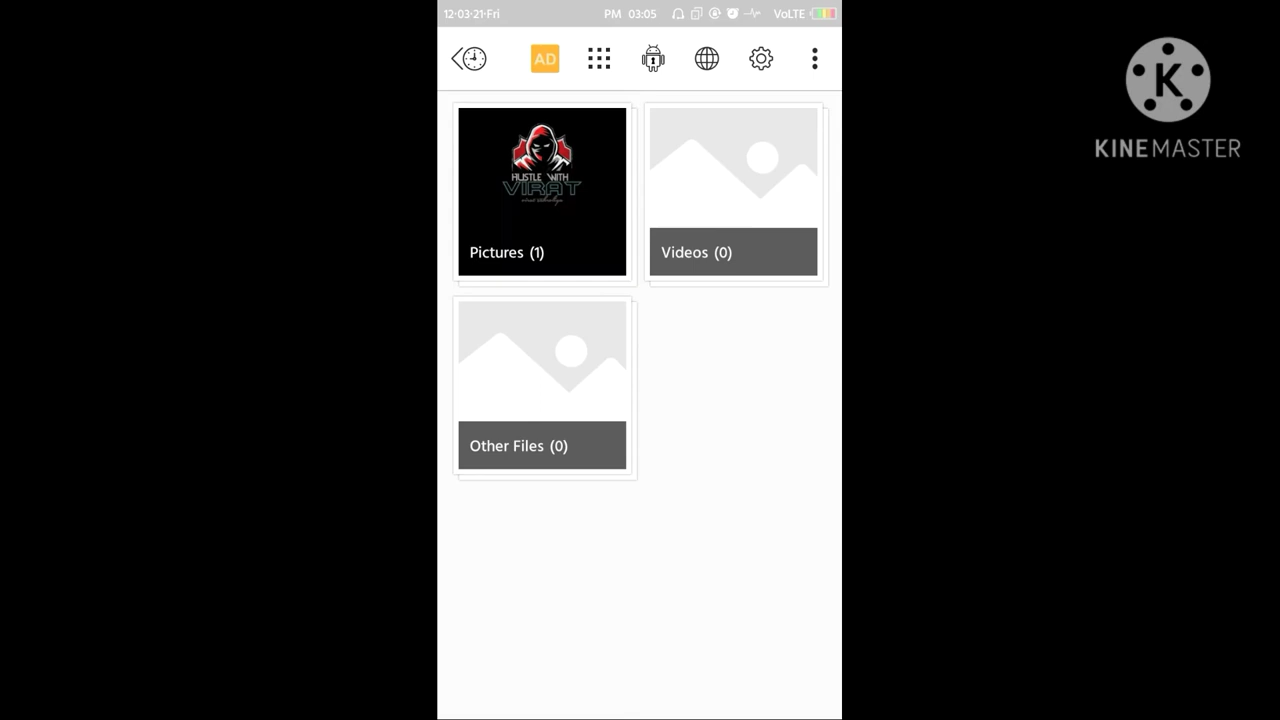 12·03·21·Fri PM 03:05 VoLTE
AD
K
KINEMASTER
HUSTLE WITH
VIRAT
Pictures (1)
Videos (0)
Other Files (0)